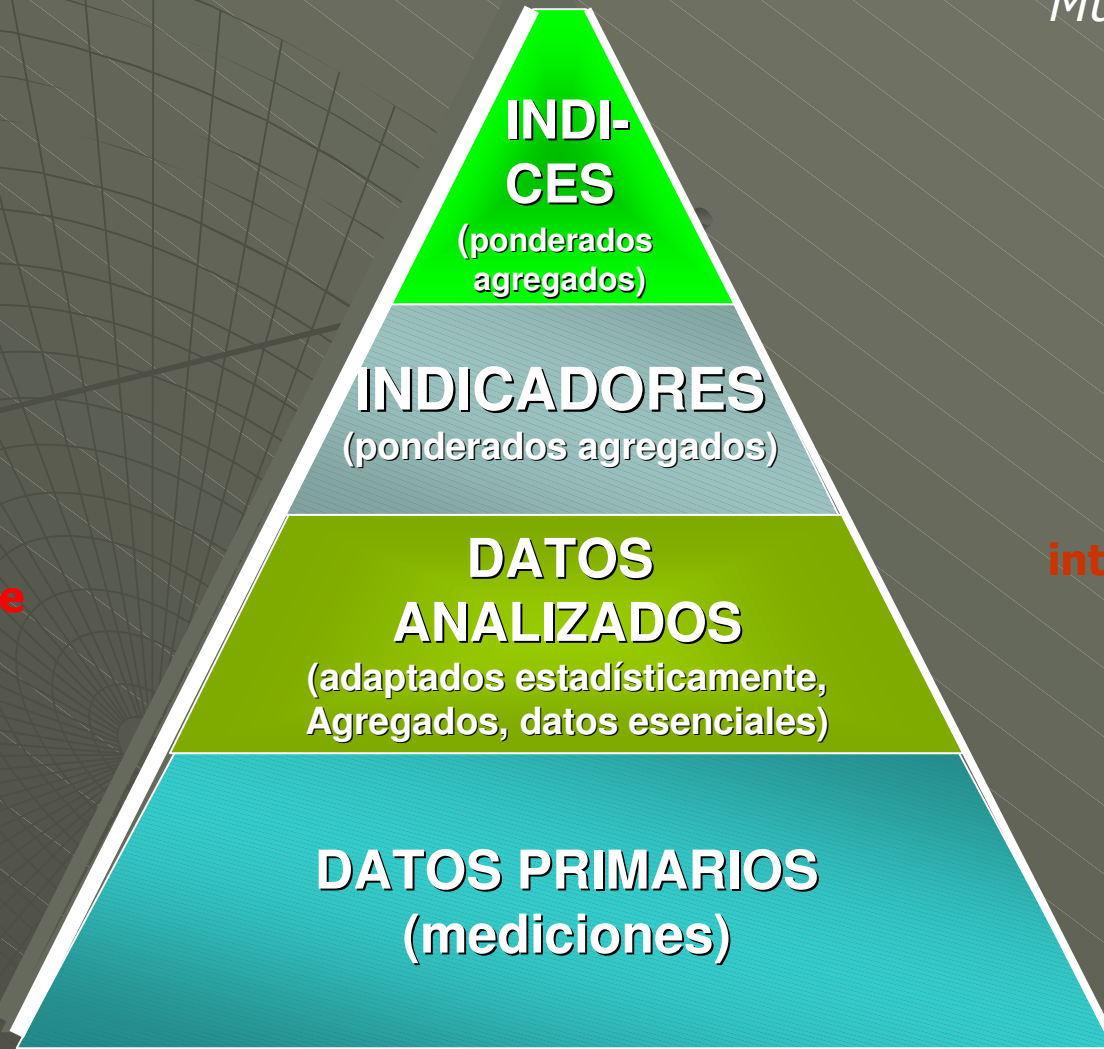 INDI-
CES
(ponderados
agregados)
INDICADORES
(ponderados agregados)
DATOS
ANALIZADOS
(adaptados estadísticamente,
Agregados, datos esenciales)
DATOS PRIMARIOS
(mediciones)